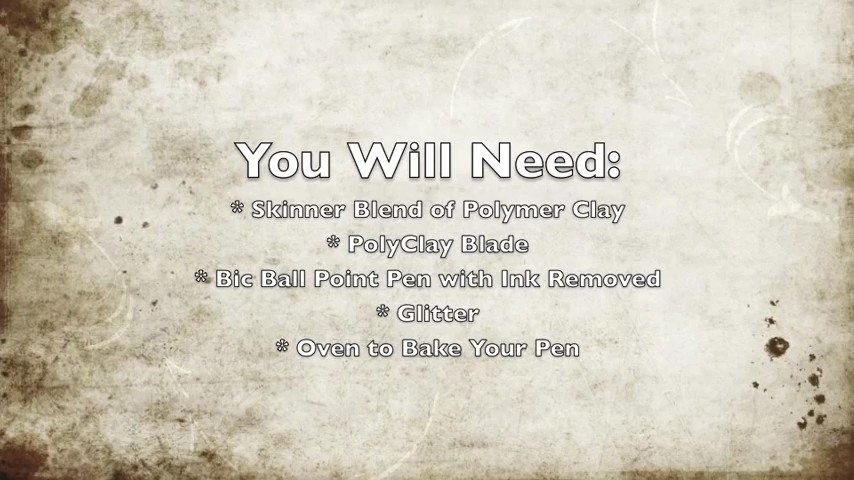 You Will Need:
* Skinner Blend of Polymer Clay
* PolyClay Blade
* Bic Ball Point Pen with Ink Removed
* Glitter
* Oven to Bake Your Pen